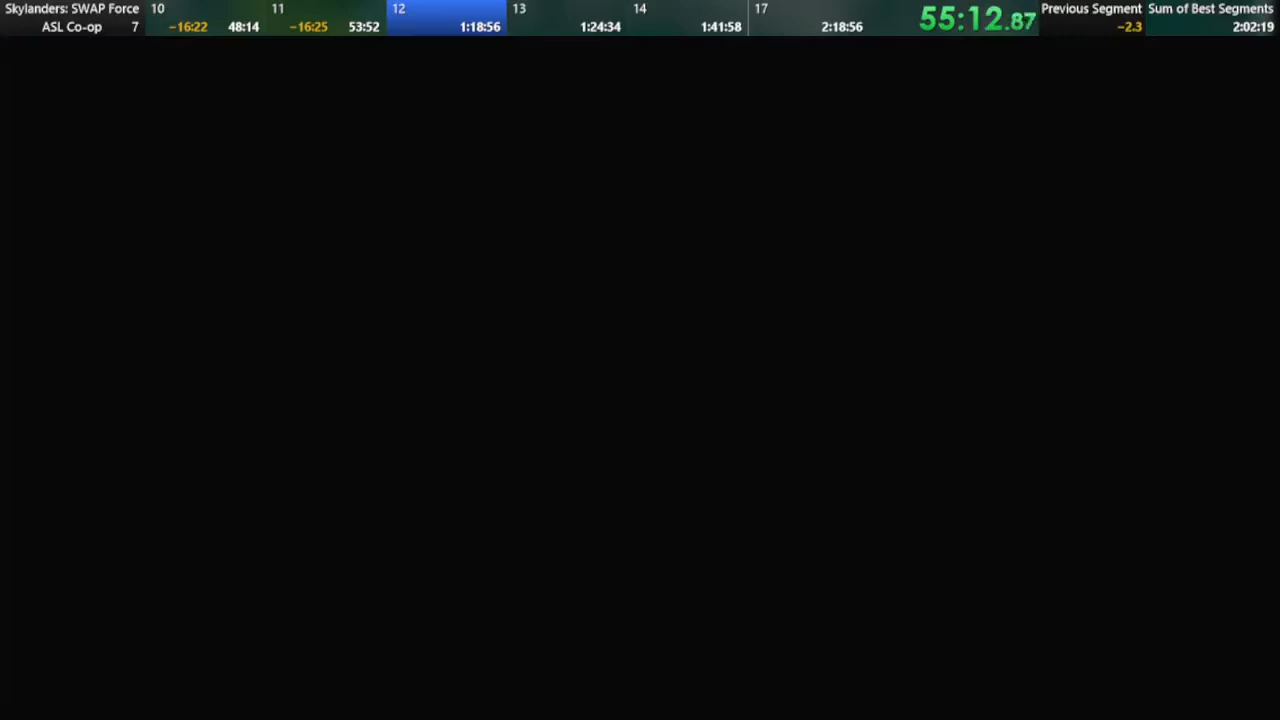 Skylanders: SWAP Force 10 11 12 13 14 17 55:12.87 Previous Segment Sum of Best Segments
ASL Co-op 7 −16:22 48:14 −16:25 53:52 1:18:56 1:24:34 1:41:58 2:18:56 −2.3 2:02:19